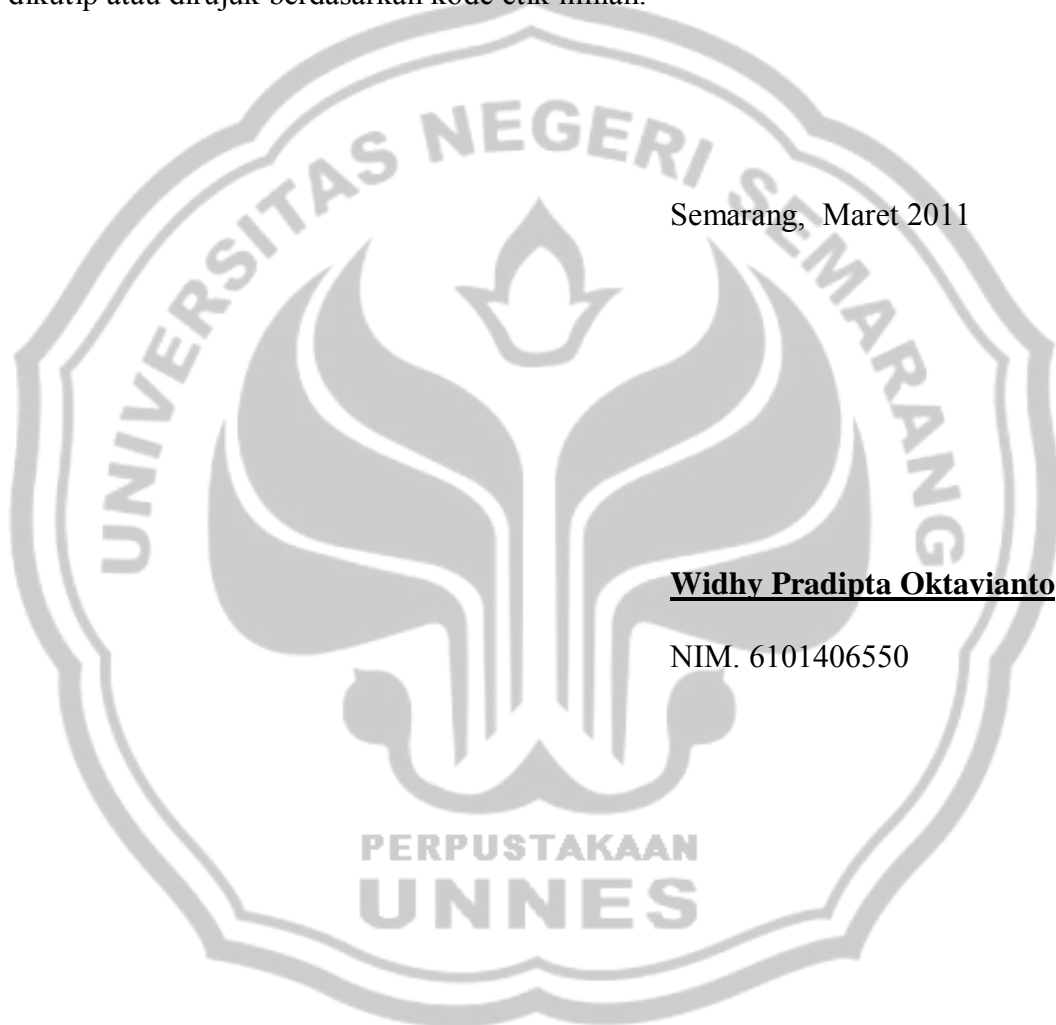 dikutip atau dirujuk berdasarkan kode etik ilmiah.
UNIVERSITAS NEGERI SEMARANG
Semarang, Maret 2011
Widhy Pradipta Oktavianto
NIM. 6101406550
PERPUSTAKAAN
UNNES